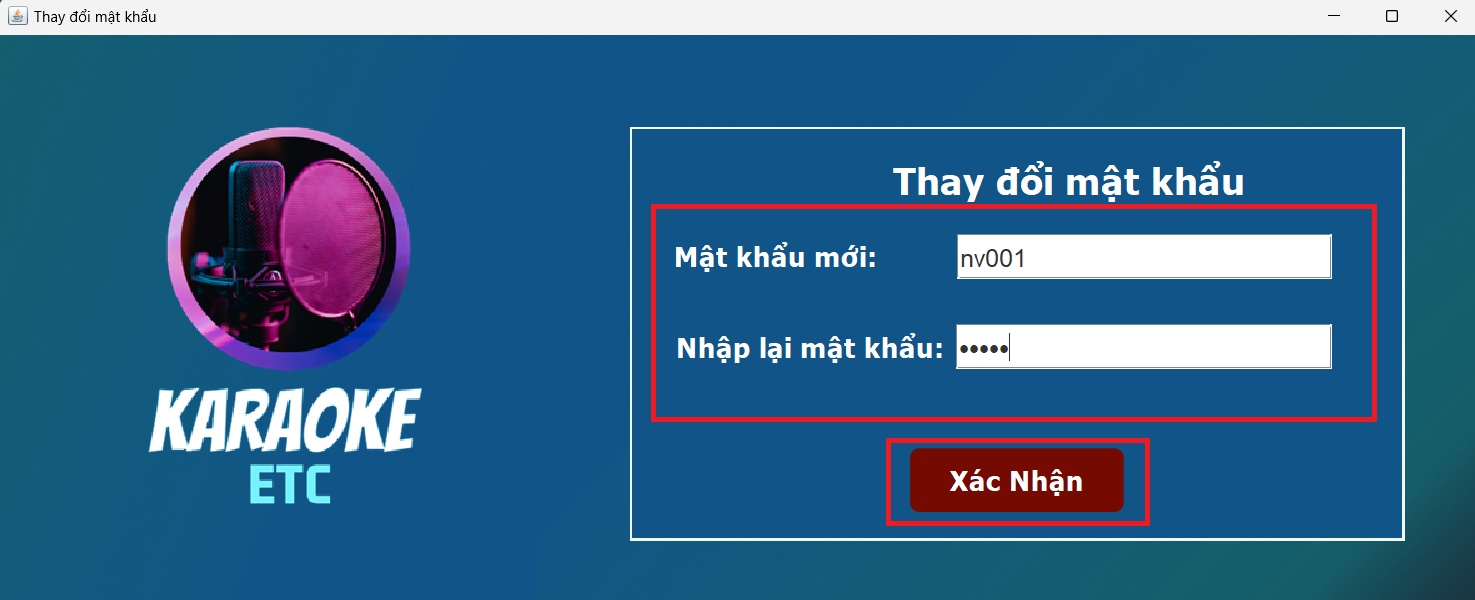 Thay đổi mật khẩu
KARAOKE
ETC
Thay đổi mật khẩu
Mật khẩu mới: nv001
Nhập lại mật khẩu: •••••
Xác Nhận